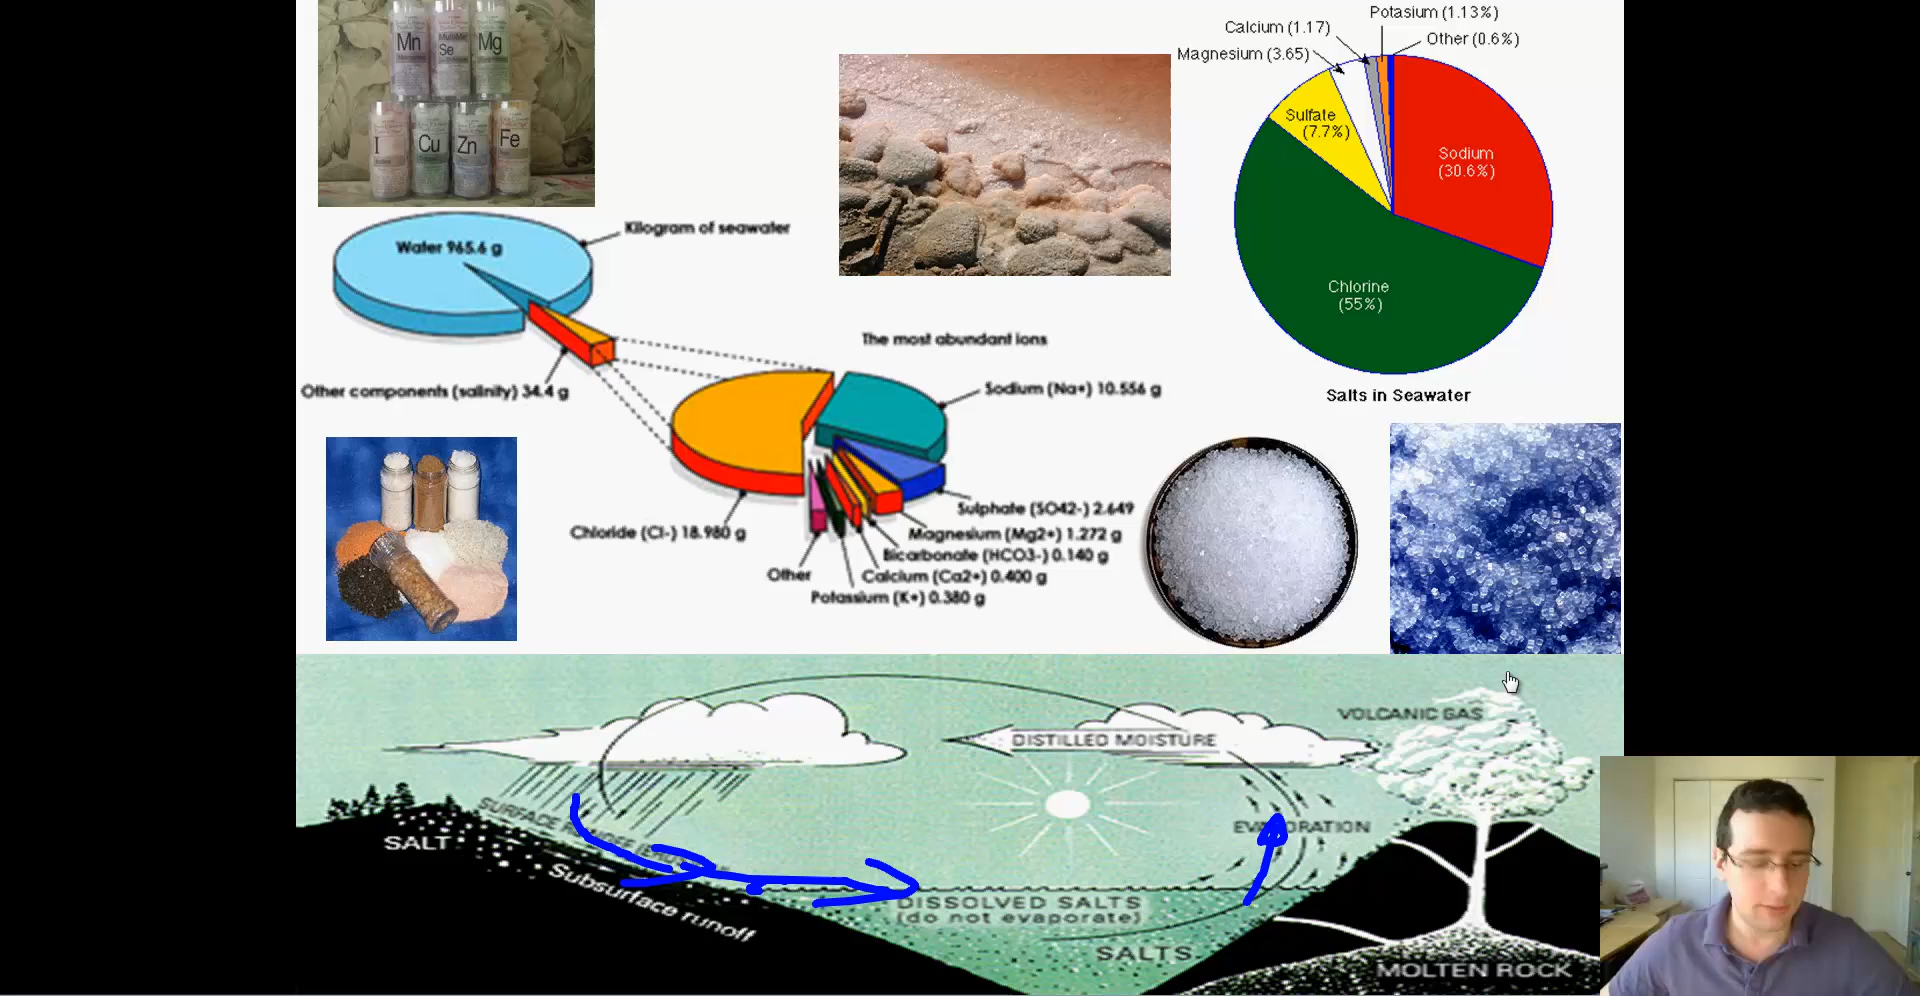 Mn
Se
Mg
I
Cu
Zn
Fe
Calcium (1.17)
Potasium (1.13%)
Magnesium (3.65)
Other (0.6%)
Sulfate
(7.7%)
Sodium
(30.6%)
Chlorine
(55%)
Salts in Seawater
Kilogram of seawater
Water 965.6 g
Other components (salinity) 34.4 g
The most abundant ions
Sodium (Na+) 10.556 g
Sulphate (SO42-) 2.649
Magnesium (Mg2+) 1.272 g
Bicarbonate (HCO3-) 0.140 g
Calcium (Ca2+) 0.400 g
Potassium (K+) 0.380 g
Other
Chloride (Cl-) 18.980 g
VOLCANIC GAS
DISTILLED MOISTURE
EVAPORATION
SURFACE
SALT
Subsurface runoff
DISSOLVED SALTS
(do not evaporate)
SALTS
MOLTEN ROCK